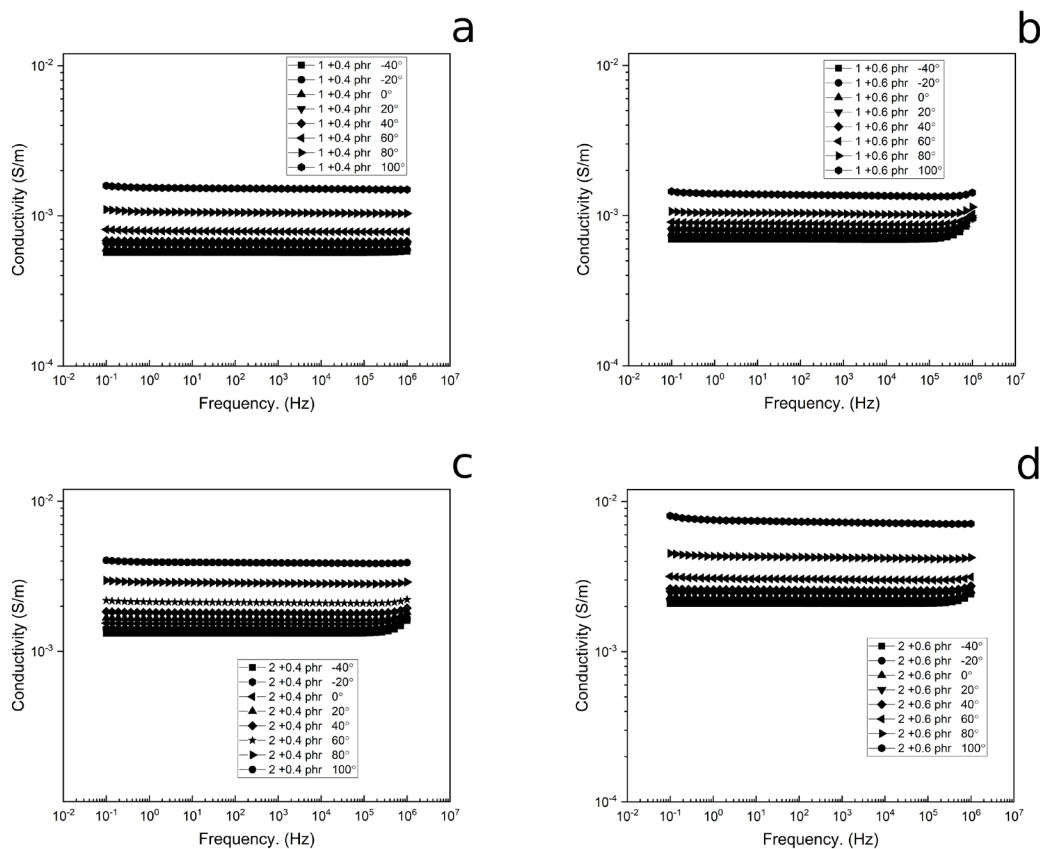 a
10⁻²
10⁻³
10⁻⁴
Conductivity (S/m)
1 +0.4 phr -40°
1 +0.4 phr -20°
1 +0.4 phr 0°
1 +0.4 phr 20°
1 +0.4 phr 40°
1 +0.4 phr 60°
1 +0.4 phr 80°
1 +0.4 phr 100°
10⁻² 10⁻¹ 10⁰ 10¹ 10² 10³ 10⁴ 10⁵ 10⁶ 10⁷
Frequency. (Hz)
b
10⁻²
10⁻³
10⁻⁴
Conductivity (S/m)
1 +0.6 phr -40°
1 +0.6 phr -20°
1 +0.6 phr 0°
1 +0.6 phr 20°
1 +0.6 phr 40°
1 +0.6 phr 60°
1 +0.6 phr 80°
1 +0.6 phr 100°
10⁻² 10⁻¹ 10⁰ 10¹ 10² 10³ 10⁴ 10⁵ 10⁶ 10⁷
Frequency. (Hz)
c
10⁻²
10⁻³
Conductivity (S/m)
2 +0.4 phr -40°
2 +0.4 phr -20°
2 +0.4 phr 0°
2 +0.4 phr 20°
2 +0.4 phr 40°
2 +0.4 phr 60°
2 +0.4 phr 80°
2 +0.4 phr 100°
10⁻² 10⁻¹ 10⁰ 10¹ 10² 10³ 10⁴ 10⁵ 10⁶ 10⁷
Frequency. (Hz)
d
10⁻²
10⁻³
10⁻⁴
Conductivity (S/m)
2 +0.6 phr -40°
2 +0.6 phr -20°
2 +0.6 phr 0°
2 +0.6 phr 20°
2 +0.6 phr 40°
2 +0.6 phr 60°
2 +0.6 phr 80°
2 +0.6 phr 100°
10⁻² 10⁻¹ 10⁰ 10¹ 10² 10³ 10⁴ 10⁵ 10⁶ 10⁷
Frequency. (Hz)